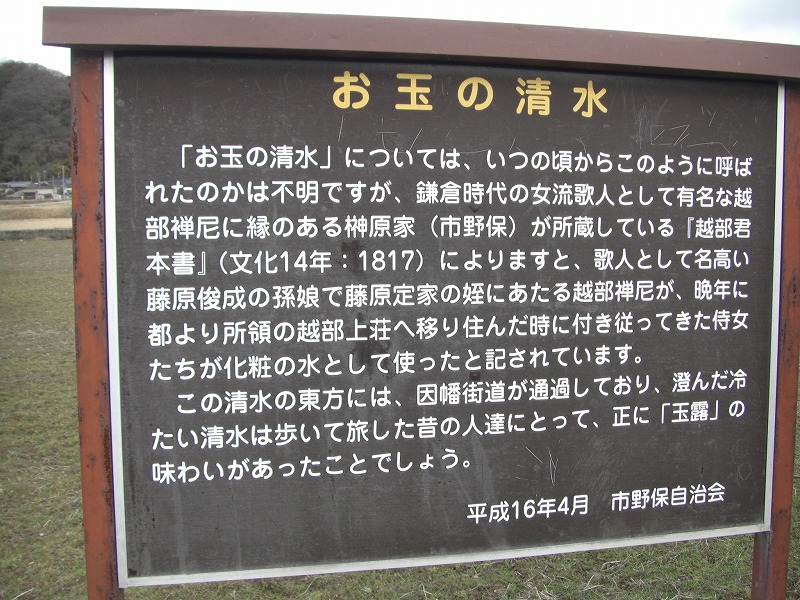 お玉の清水
「お玉の清水」については、いつの頃からこのように呼ば
れたのかは不明ですが、鎌倉時代の女流歌人として有名な越
部禅尼に縁のある榊原家（市野保）が所蔵している『越部君
本書』（文化14年：1817）によりますと、歌人として名高い
藤原俊成の孫娘で藤原定家の姪にあたる越部禅尼が、晩年に
都より所領の越部上荘へ移り住んだ時に付き従ってきた侍女
たちが化粧の水として使ったと記されています。
この清水の東方には、因幡街道が通過しており、澄んだ冷
たい清水は歩いて旅した昔の人達にとって、正に「玉露」の
味わいがあったことでしょう。
平成16年4月　市野保自治会